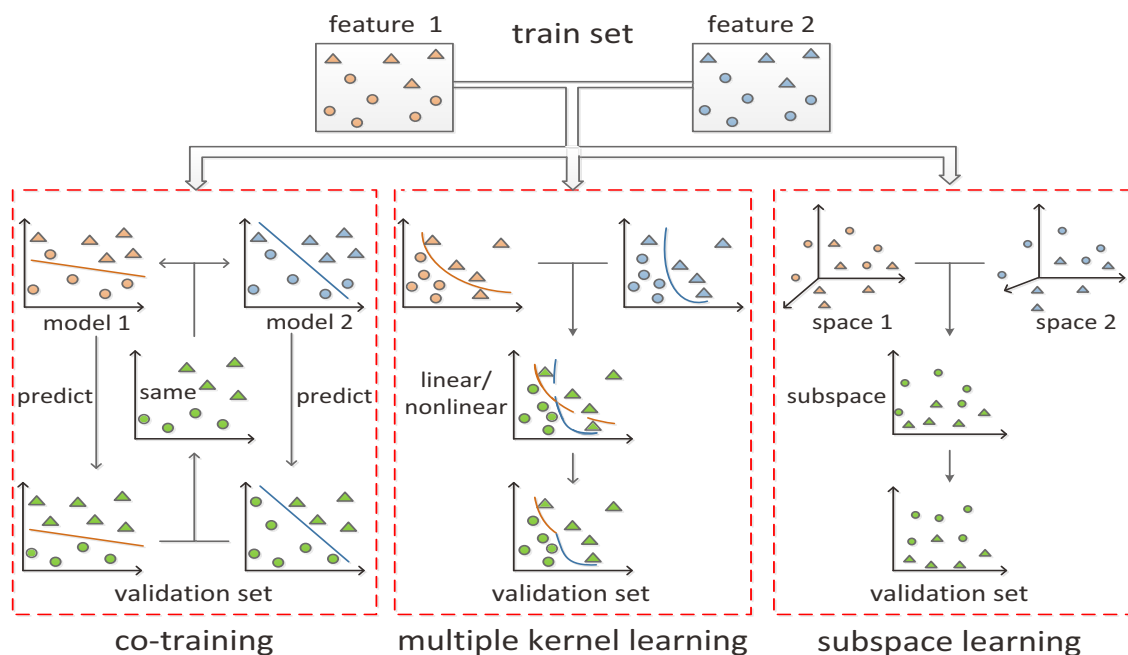 feature 1
train set
feature 2
model 1
model 2
predict
same
predict
validation set
co-training
linear/
nonlinear
validation set
multiple kernel learning
space 1
space 2
subspace
validation set
subspace learning